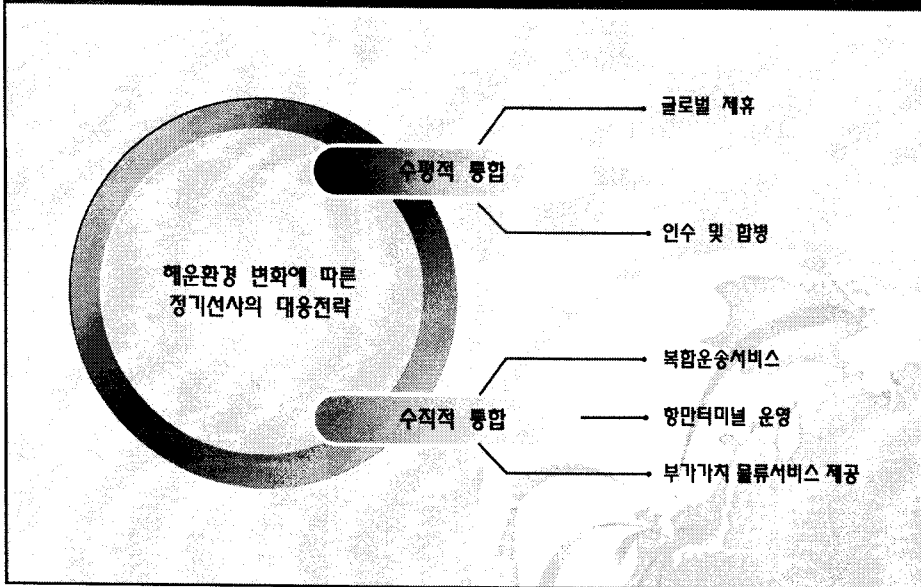 해운환경 변화에 따른
정기선사의 대응전략
수평적 통합
글로벌 제휴
인수 및 합병
수직적 통합
복합운송서비스
항만터미널 운영
부가가치 물류서비스 제공